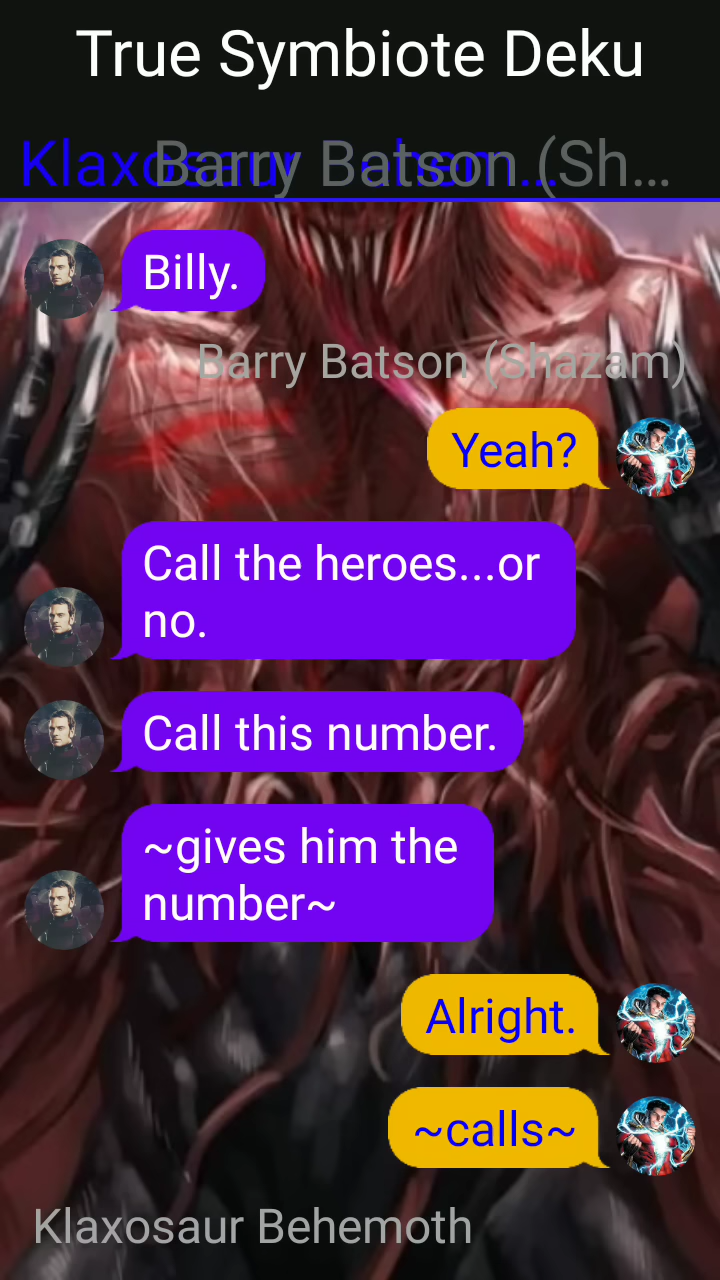 True Symbiote Deku
Barry Batson (Sh...
Billy.
Barry Batson (Shazam)
Yeah?
Call the heroes...or
no.
Call this number.
~gives him the
number~
Alright.
~calls~
Klaxosaur Behemoth